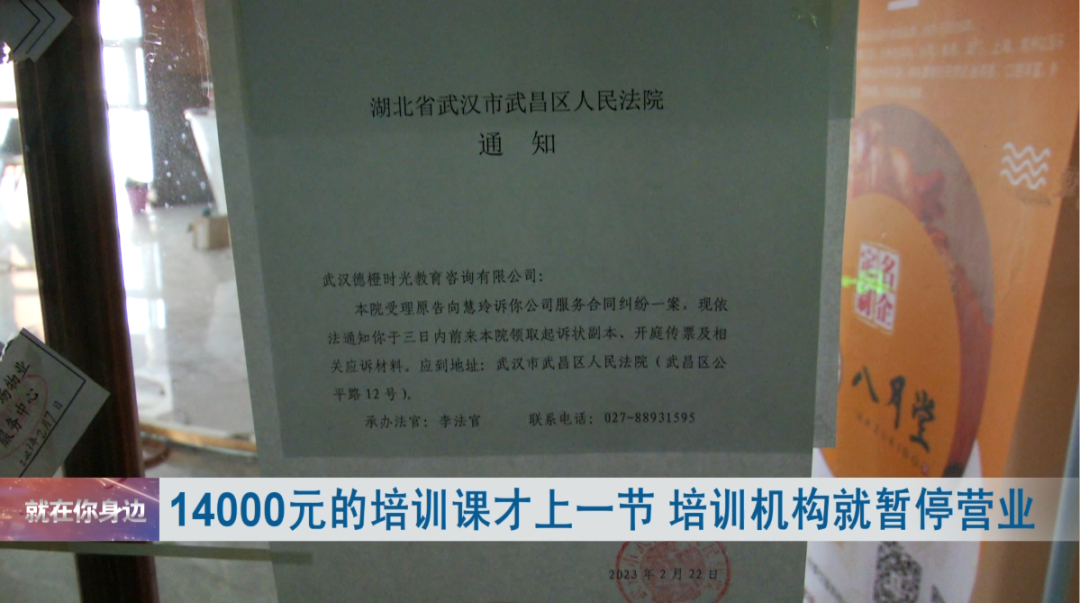 湖北省武汉市武昌区人民法院
通 知
武汉德橙时光教育咨询有限公司：
本院受理原告向慧玲诉你公司服务合同纠纷一案。现依
法通知你于三日内前来本院领取起诉状副本、开庭传票及相
关应诉材料。应到地址：武汉市武昌区人民法院（武昌区公
平路12号）。
承办法官：李法官 联系电话：027-88931595
2023年2月22日
物业
服务中心
名企
八月堂
就在你身边
14000元的培训课才上一节 培训机构就暂停营业